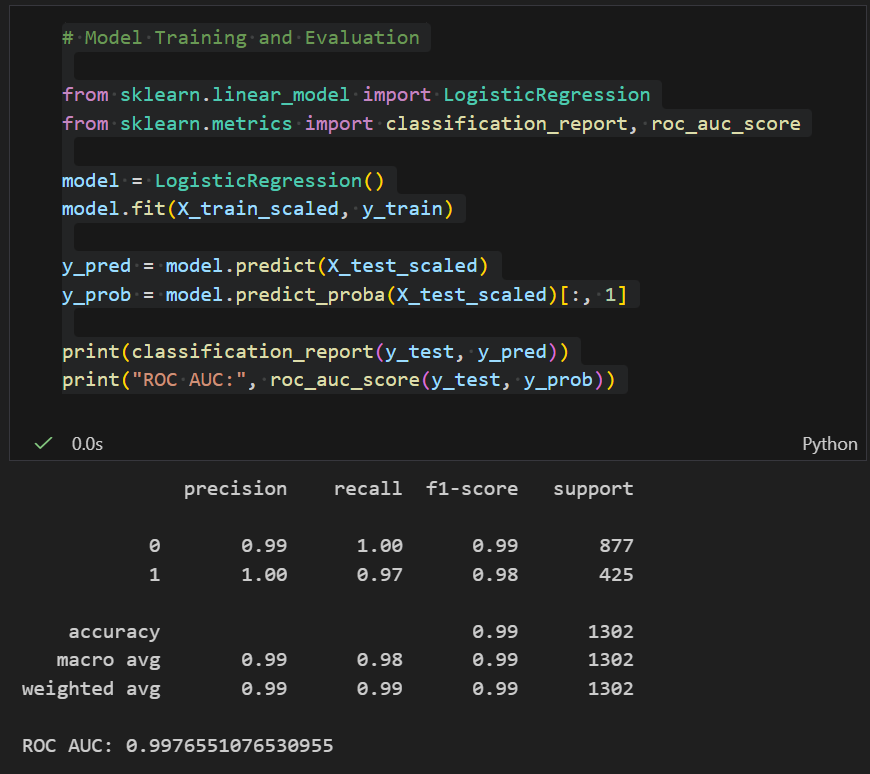 # Model Training and Evaluation
from sklearn.linear_model import LogisticRegression
from sklearn.metrics import classification_report, roc_auc_score
model = LogisticRegression()
model.fit(X_train_scaled, y_train)
y_pred = model.predict(X_test_scaled)
y_prob = model.predict_proba(X_test_scaled)[:, 1]
print(classification_report(y_test, y_pred))
print("ROC AUC:", roc_auc_score(y_test, y_prob))
0.0s Python
precision recall f1-score support
0 0.99 1.00 0.99 877
1 1.00 0.97 0.98 425
accuracy 0.99 1302
macro avg 0.99 0.98 0.99 1302
weighted avg 0.99 0.99 0.99 1302
ROC AUC: 0.9976551076530955